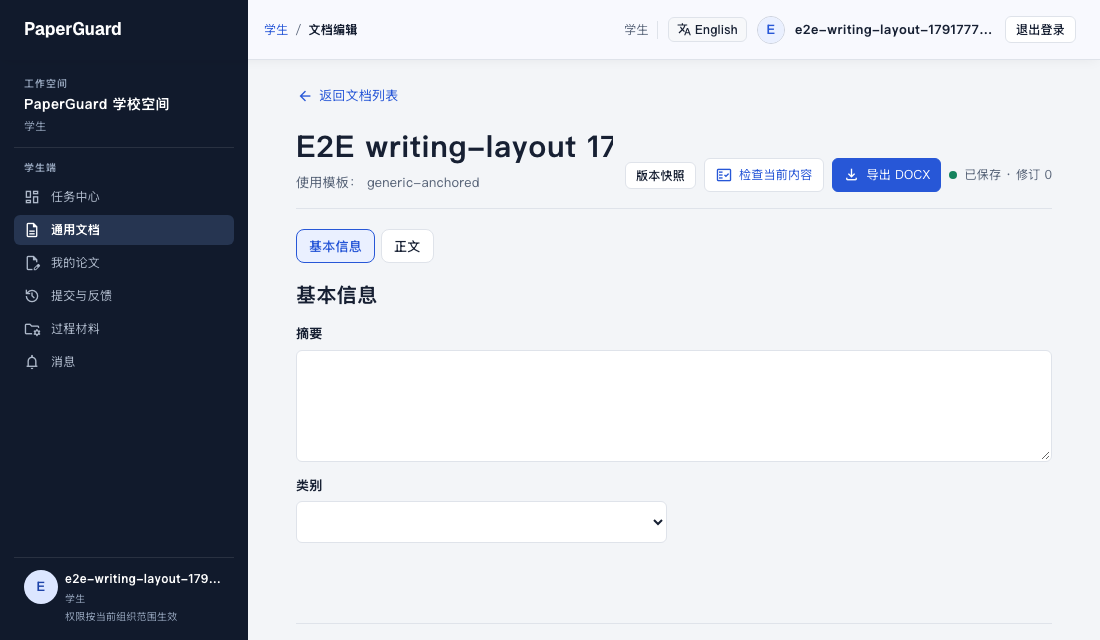 PaperGuard
工作空间
PaperGuard 学校空间
学生
学生端
任务中心
通用文档
我的论文
提交与反馈
过程材料
消息
E
e2e-writing-layout-179...
学生
权限按当前组织范围生效
学生 / 文档编辑
学生
English
E
e2e-writing-layout-1791777...
退出登录
返回文档列表
E2E writing-layout 17
使用模板: generic-anchored
版本快照
检查当前内容
导出 DOCX
已保存 · 修订 0
基本信息
正文
基本信息
摘要
类别